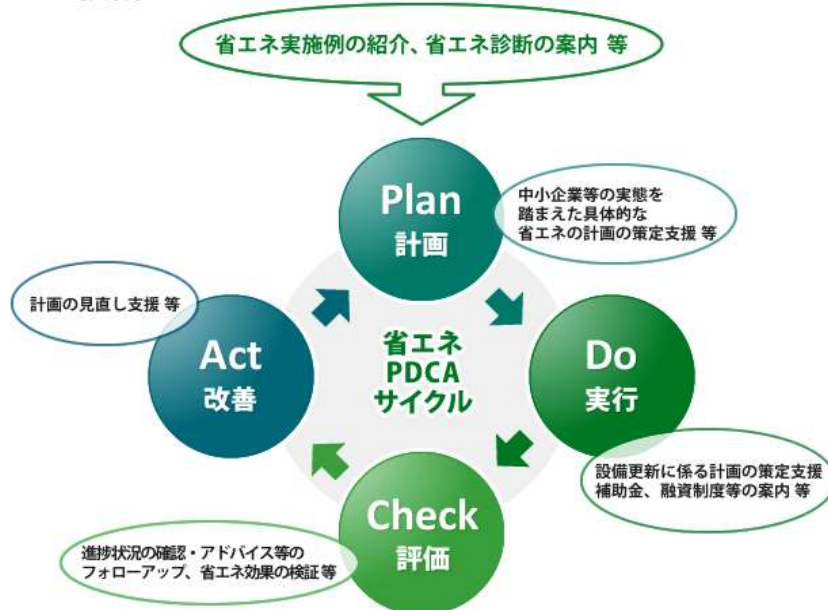 省エネ実施例の紹介、省エネ診断の案内 等
Plan
計画
中小企業等の実態を
踏まえた具体的な
省エネの計画の策定支援 等
計画の見直し支援 等
Act
改善
省エネ
PDCA
サイクル
Do
実行
設備更新に係る計画の策定支援
補助金、融資制度等の案内 等
Check
評価
進捗状況の確認・アドバイス等の
フォローアップ、省エネ効果の検証 等